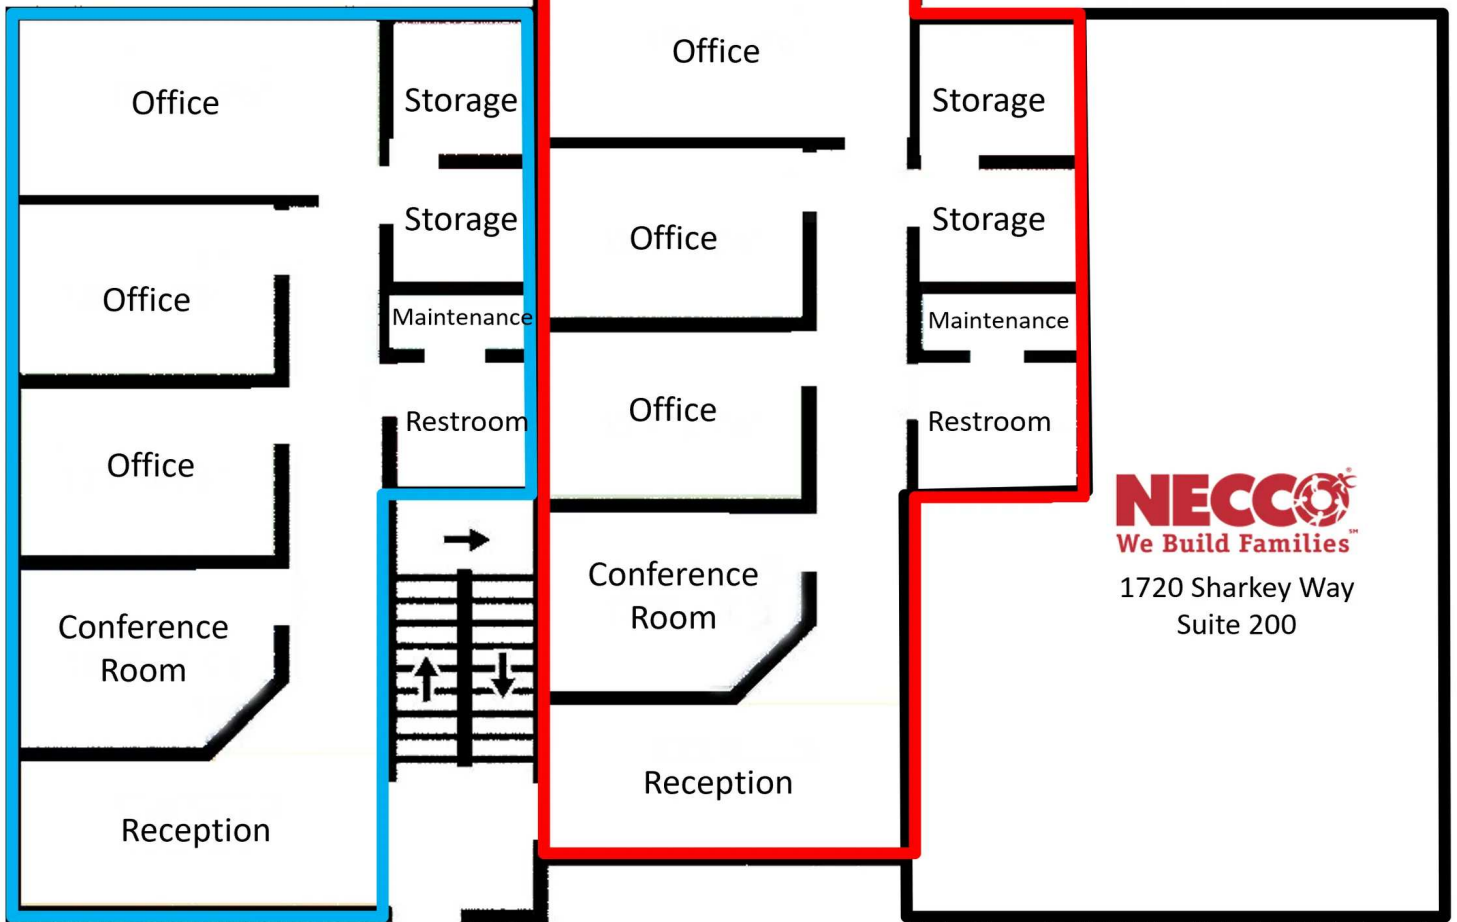 Office
Storage
Storage
Office
Maintenance
Office
Restroom
Conference
Room
Reception
Office
Storage
Office
Storage
Maintenance
Office
Restroom
Conference
Room
Reception
NECCO®
We Build Families℠
1720 Sharkey Way
Suite 200